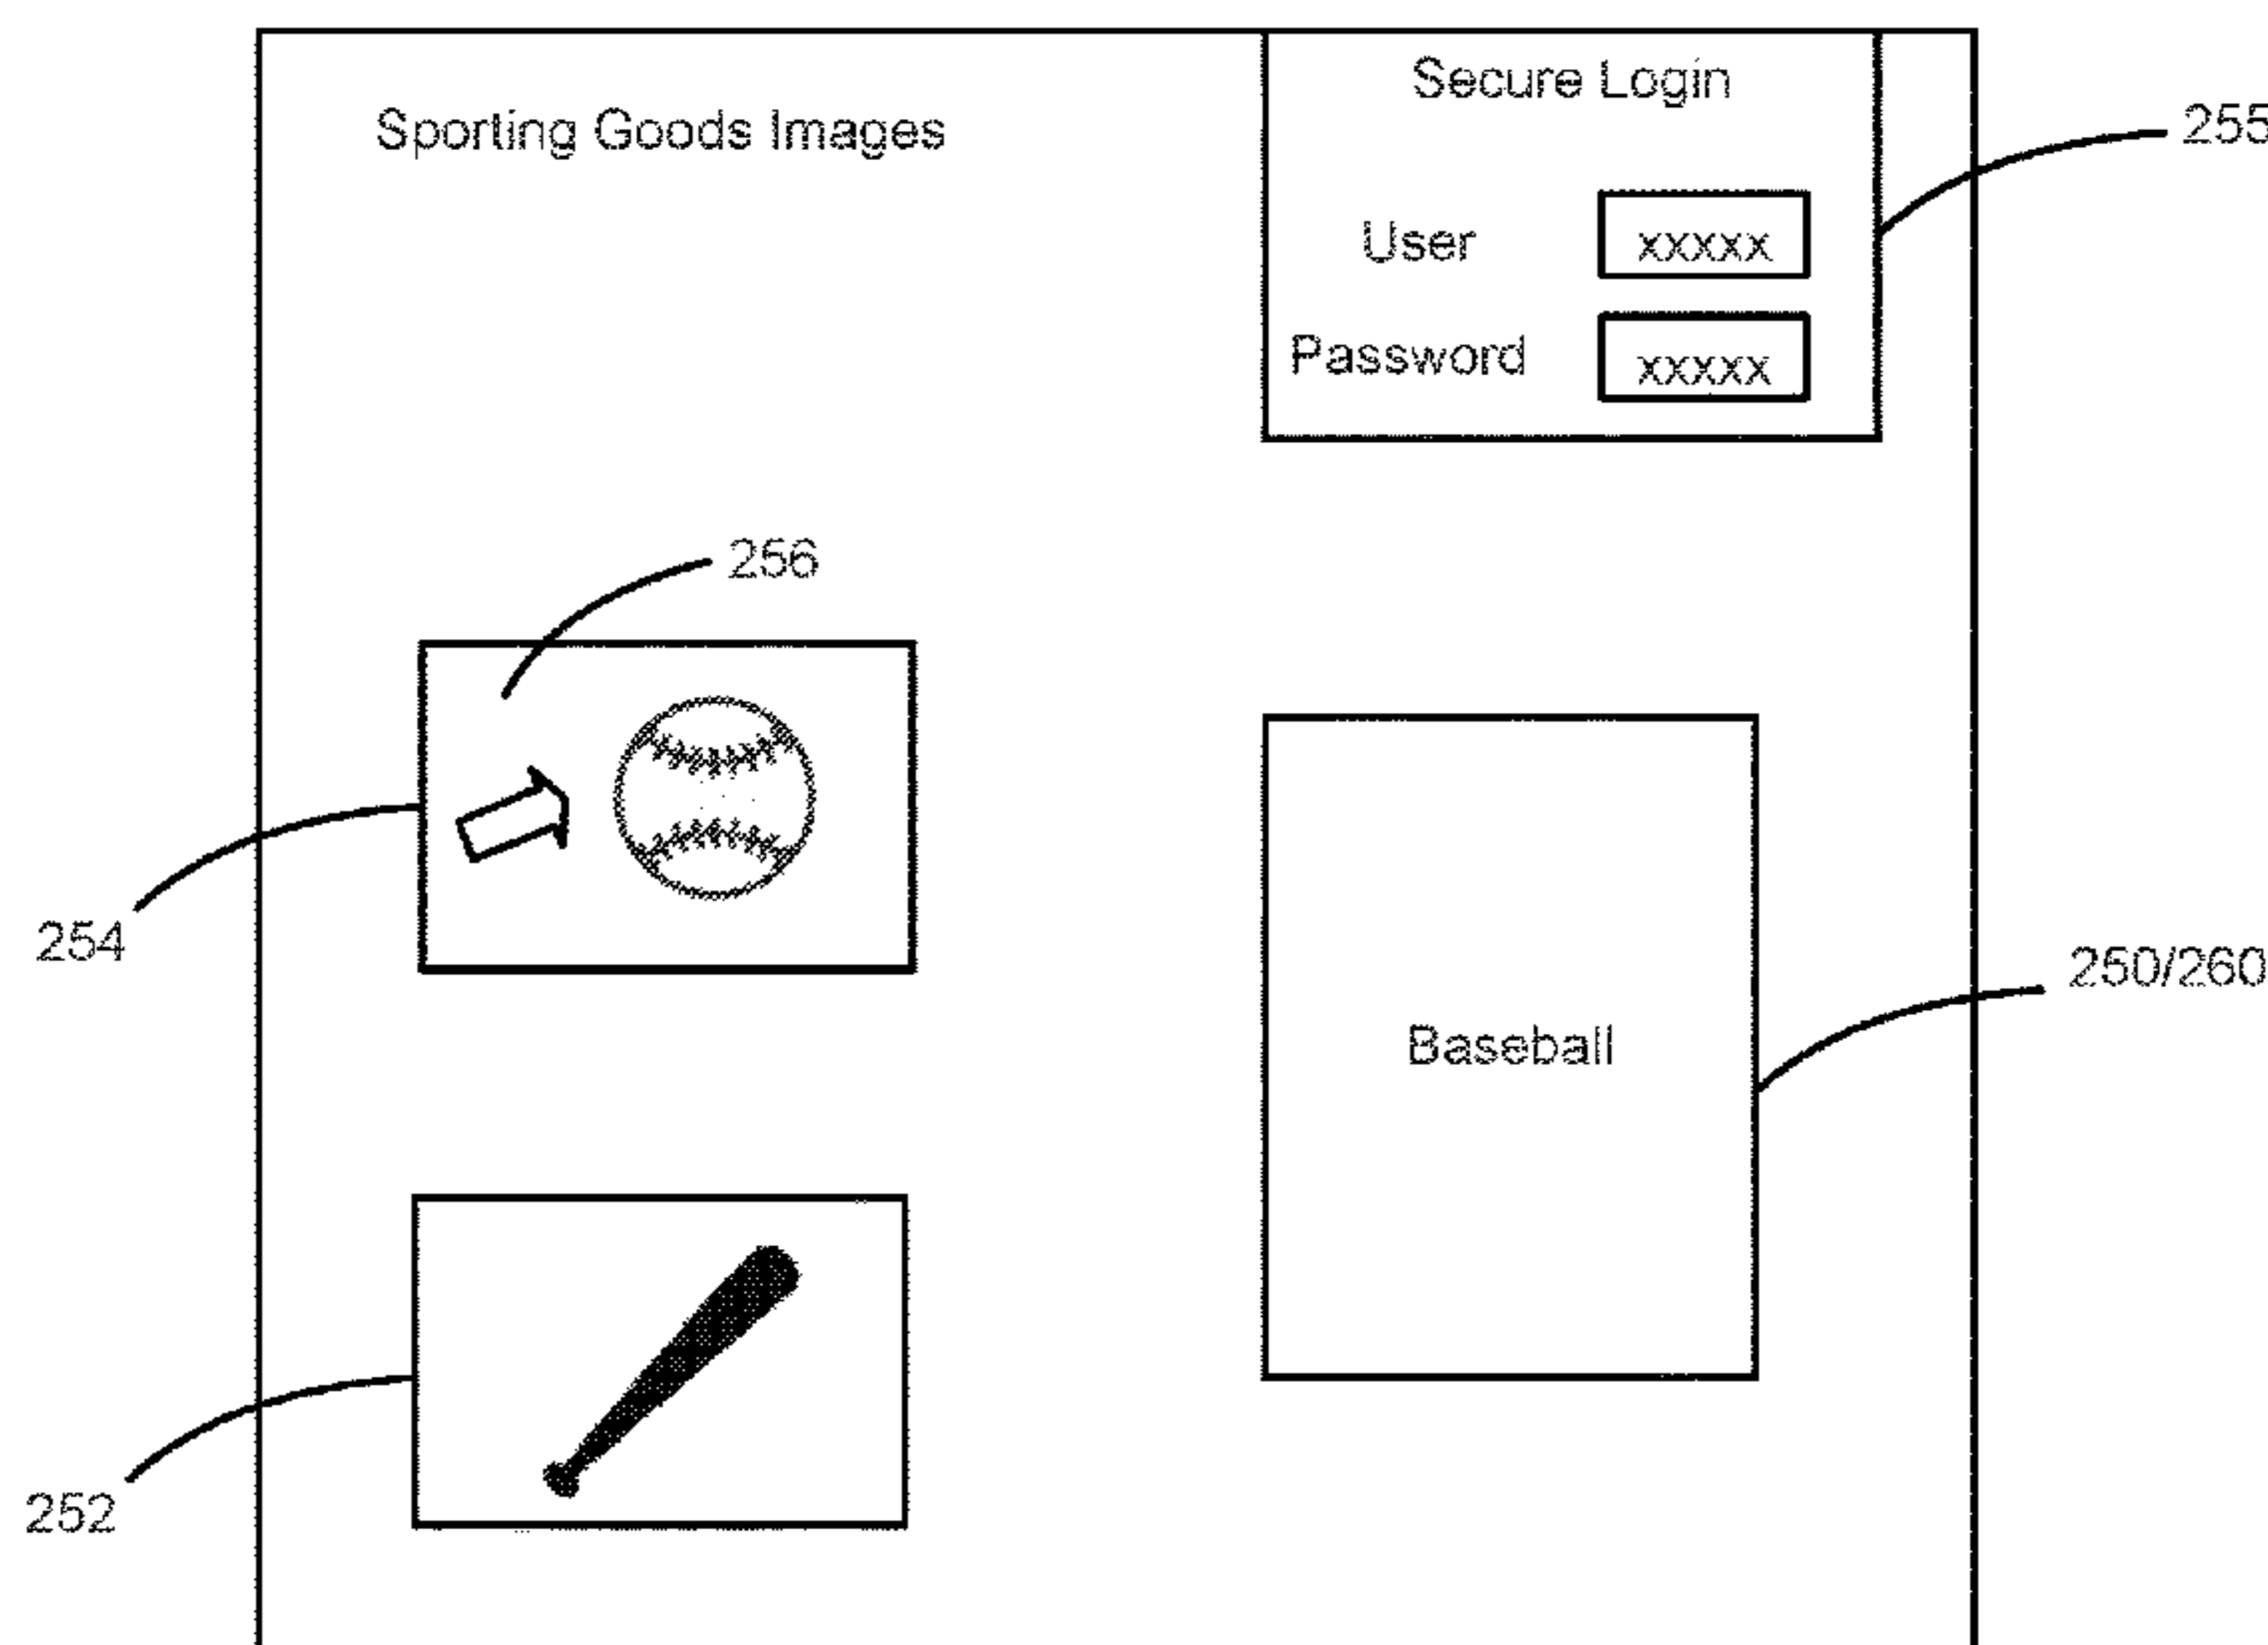 Sporting Goods Images
Secure Login
User xxxxx
Password xxxxx
255
256
254
250/260
Baseball
252